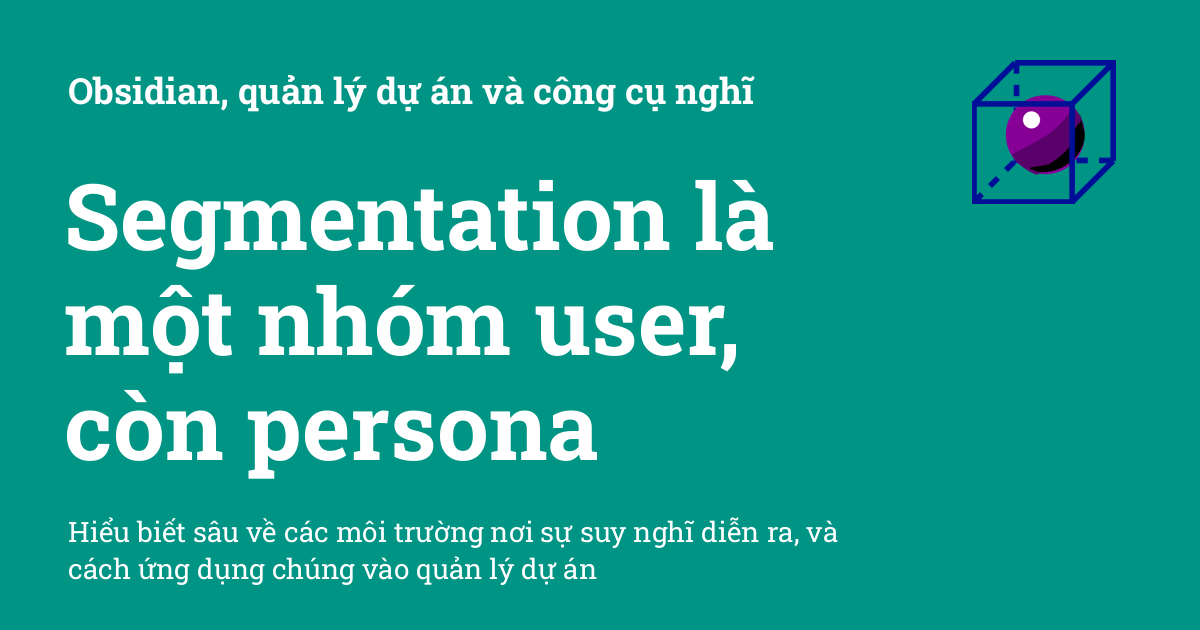 Obsidian, quản lý dự án và công cụ nghĩ
Segmentation là
một nhóm user,
còn persona
Hiểu biết sâu về các môi trường nơi sự suy nghĩ diễn ra, và
cách ứng dụng chúng vào quản lý dự án